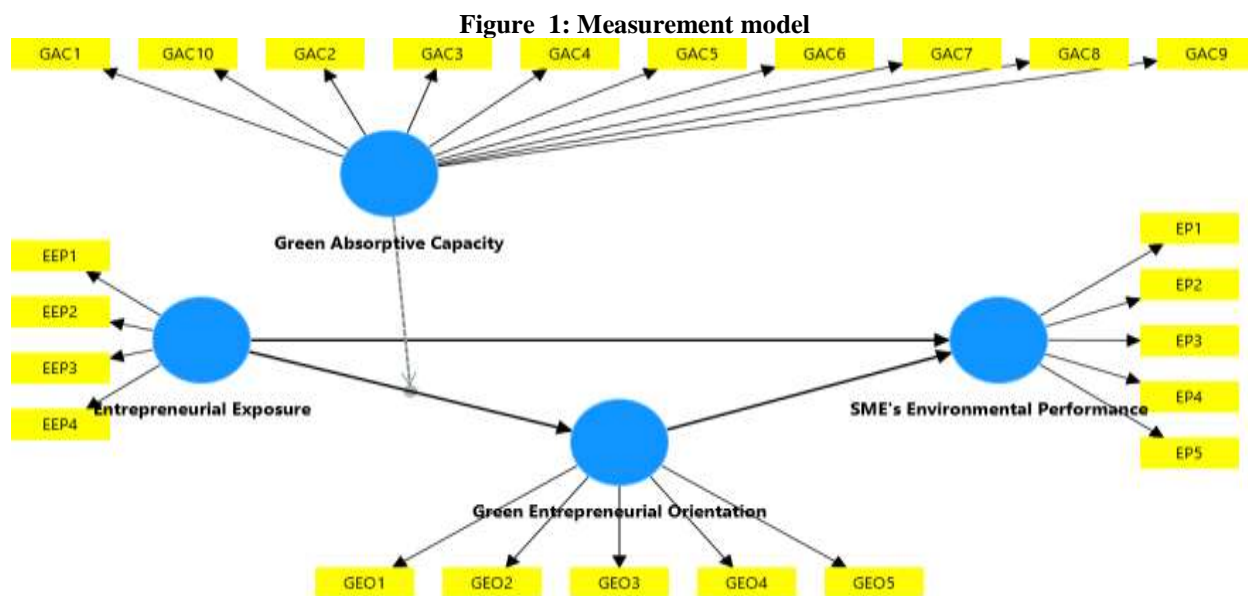 Figure 1: Measurement model
GAC1 GAC10 GAC2 GAC3 GAC4 GAC5 GAC6 GAC7 GAC8 GAC9
Green Absorptive Capacity
EEP1
EEP2
EEP3
EEP4
Entrepreneurial Exposure
EP1
EP2
EP3
EP4
EP5
SME's Environmental Performance
Green Entrepreneurial Orientation
GEO1 GEO2 GEO3 GEO4 GEO5